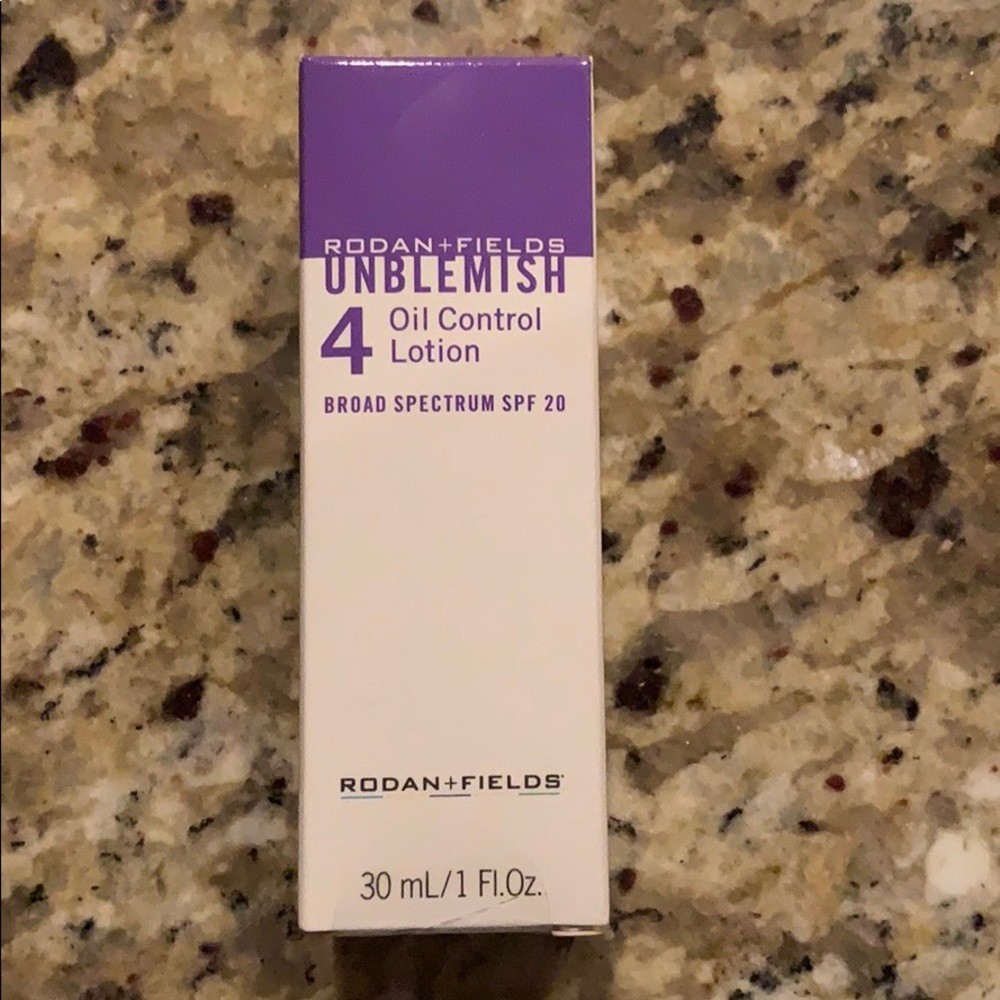 RODAN+FIELDS
UNBLEMISH
4 Oil Control
Lotion
BROAD SPECTRUM SPF 20
RODAN+FIELDS
30 mL/1 Fl.Oz.